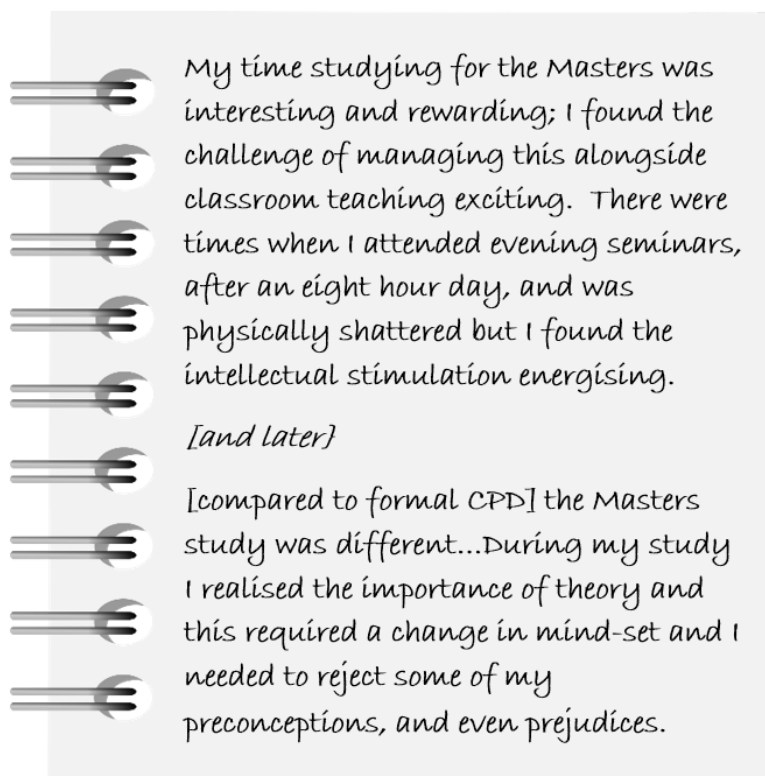 My time studying for the Masters was
interesting and rewarding; I found the
challenge of managing this alongside
classroom teaching exciting.  There were
times when I attended evening seminars,
after an eight hour day, and was
physically shattered but I found the
intellectual stimulation energising.
[and later}
[compared to formal CPD] the Masters
study was different...During my study
I realised the importance of theory and
this required a change in mind-set and I
needed to reject some of my
preconceptions, and even prejudices.